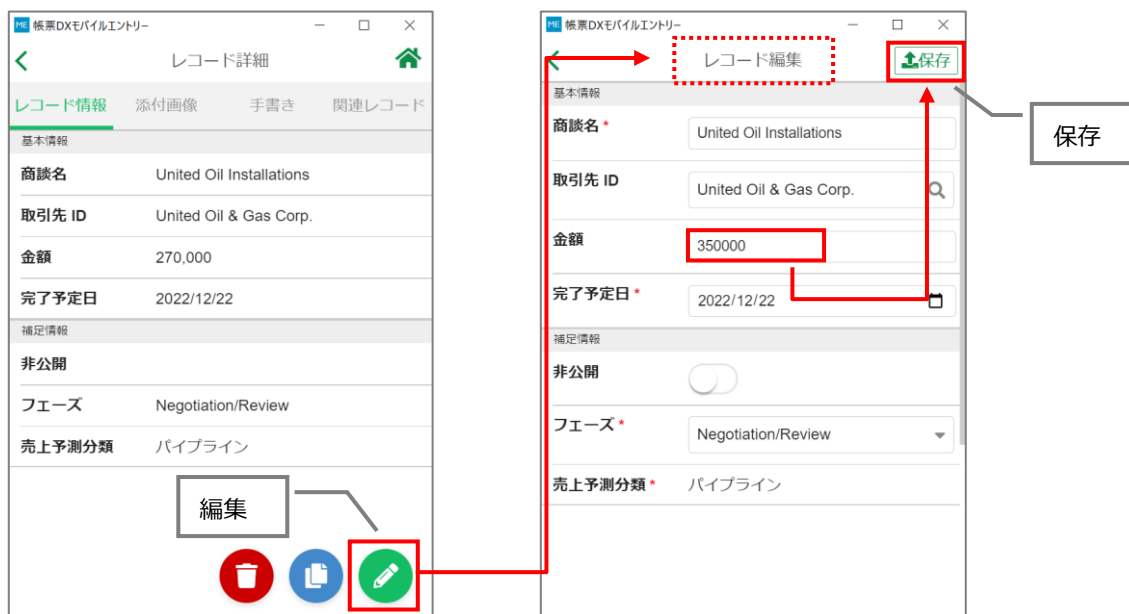 ME 帳票DXモバイルエントリー
レコード詳細
レコード情報 添付画像 手書き 関連レコード
基本情報
商談名 United Oil Installations
取引先 ID United Oil & Gas Corp.
金額 270,000
完了予定日 2022/12/22
補足情報
非公開
フェーズ Negotiation/Review
売上予測分類 パイプライン
編集
ME 帳票DXモバイルエントリー
レコード編集 保存
基本情報
商談名 * United Oil Installations
取引先 ID United Oil & Gas Corp.
金額 350000
完了予定日 * 2022/12/22
補足情報
非公開
フェーズ * Negotiation/Review
売上予測分類 * パイプライン
保存